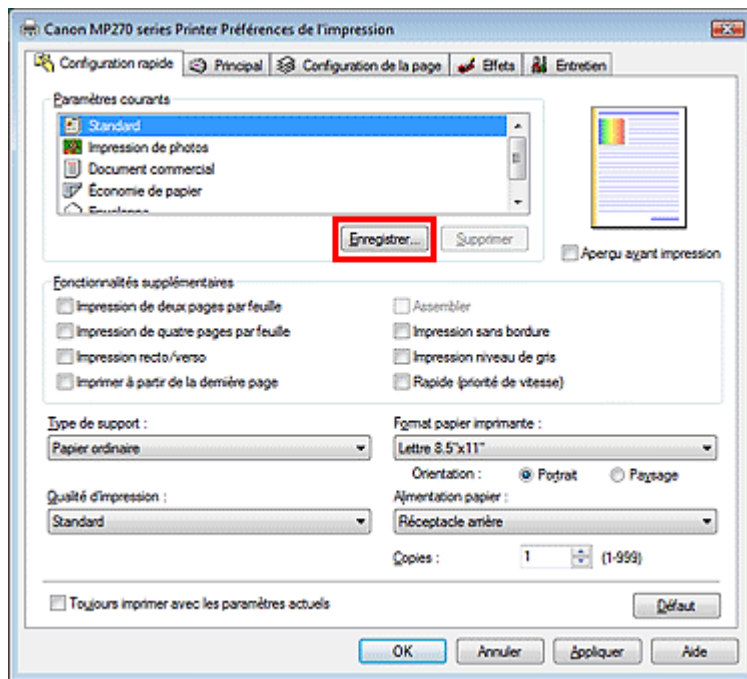 Canon MP270 series Printer Préférences de l'impression
Configuration rapide Principal Configuration de la page Effets Entretien
Paramètres courants
Standard
Impression de photos
Document commercial
Économie de papier
Enveloppe
Enregistrer... Supprimer
Aperçu avant impression
Fonctionnalités supplémentaires
Impression de deux pages par feuille Assembler
Impression de quatre pages par feuille Impression sans bordure
Impression recto/verso Impression niveau de gris
Imprimer à partir de la dernière page Rapide (priorité de vitesse)
Type de support : Format papier imprimante :
Papier ordinaire Lettre 8.5"x11"
Orientation : Portrait Paysage
Qualité d'impression : Alimentation papier :
Standard Réceptacle arrière
Copies : 1 (1-999)
Toujours imprimer avec les paramètres actuels Défaut
OK Annuler Appliquer Aide